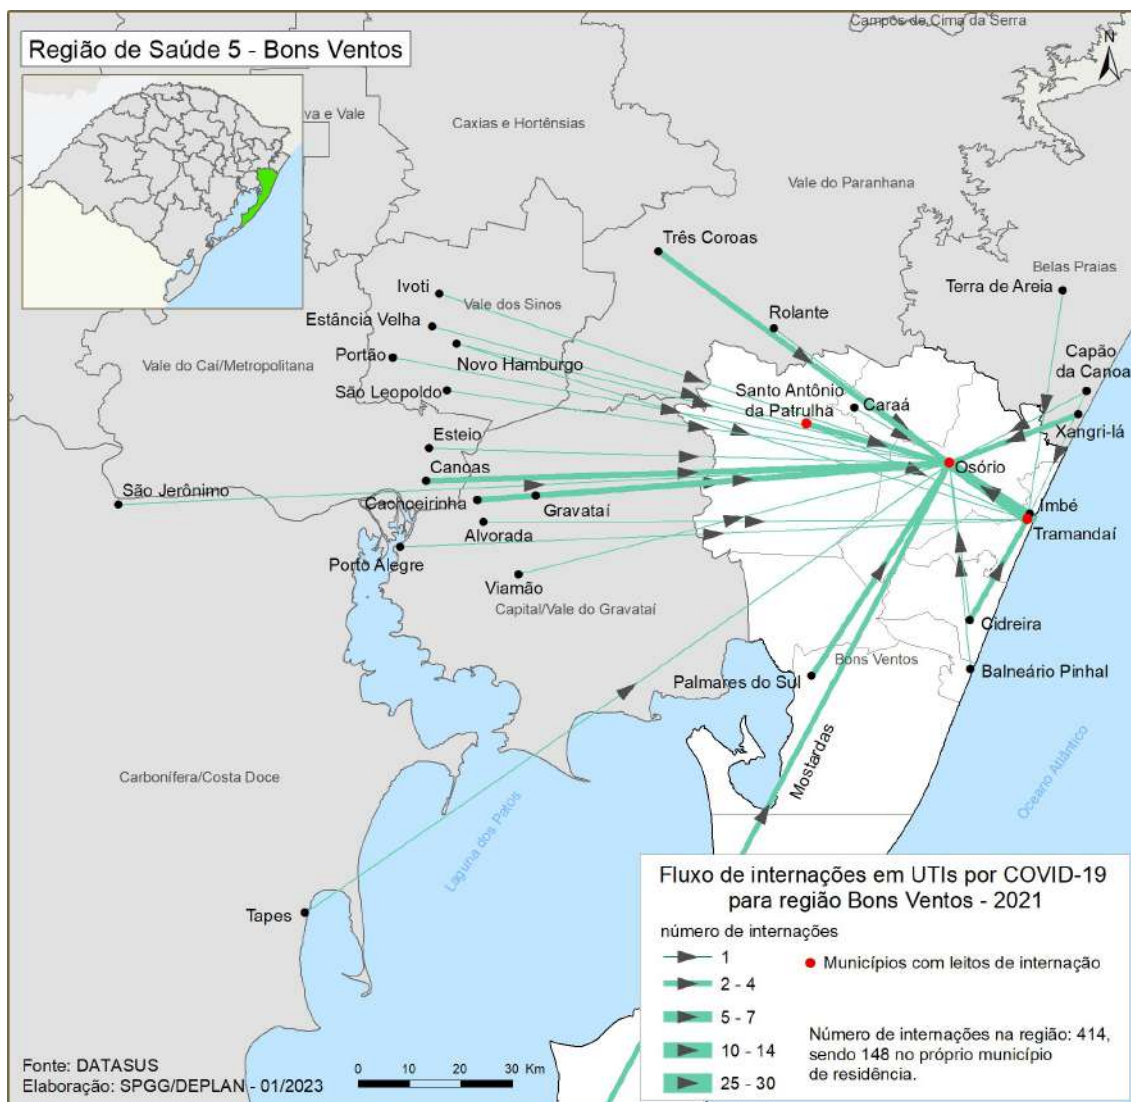 Campos de Cima da Serra
Região de Saúde 5 - Bons Ventos
N
va e Vale
Caxias e Hortênsias
Vale do Paranhana
Três Coroas
Belas Praias
Ivoti
Terra de Areia
Vale dos Sinos
Estância Velha
Rolante
Portão
Novo Hamburgo
Capão
da Canoa
Vale do Caí/Metropolitana
São Leopoldo
Santo Antônio
da Patrulha
Caraá
Xangri-lá
Esteio
Canoas
Osório
São Jerônimo
Cachoeirinha
Gravataí
Imbé
Alvorada
Tramandaí
Porto Alegre
Viamão
Capital/Vale do Gravataí
Cidreira
Bons Ventos
Palmares do Sul
Balneário Pinhal
Mostardas
Oceano Atlântico
Carbonífera/Costa Doce
Laguna dos Patos
Tapes
Fluxo de internações em UTIs por COVID-19
para região Bons Ventos - 2021
número de internações
1
2 - 4
5 - 7
10 - 14
25 - 30
Municípios com leitos de internação
Número de internações na região: 414,
sendo 148 no próprio município
de residência.
Fonte: DATASUS
Elaboração: SPGG/DEPLAN - 01/2023
0 10 20 30 Km